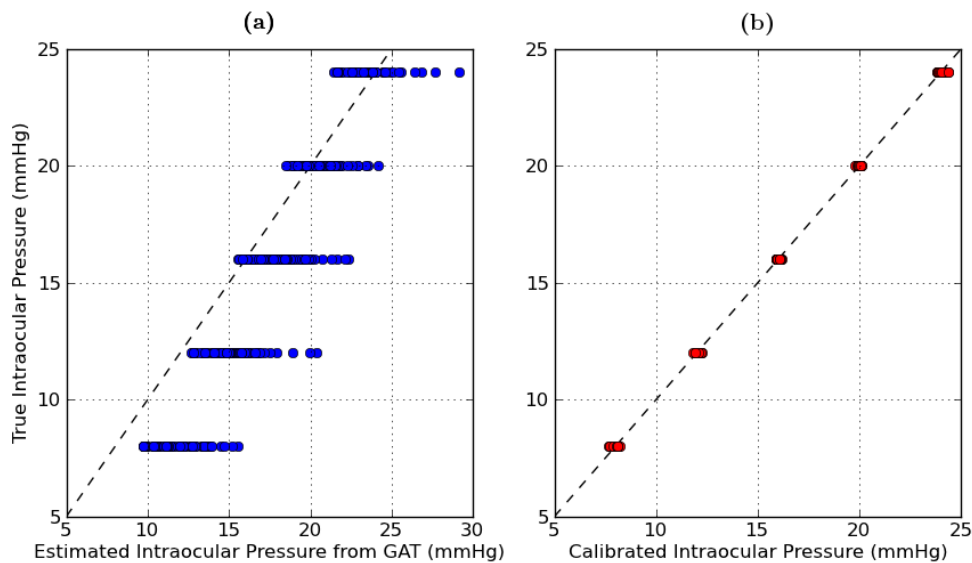 (a)
(b)
True Intraocular Pressure (mmHg)
25
20
15
10
5
5 10 15 20 25 30
Estimated Intraocular Pressure from GAT (mmHg)
25
20
15
10
5
5 10 15 20 25
Calibrated Intraocular Pressure (mmHg)